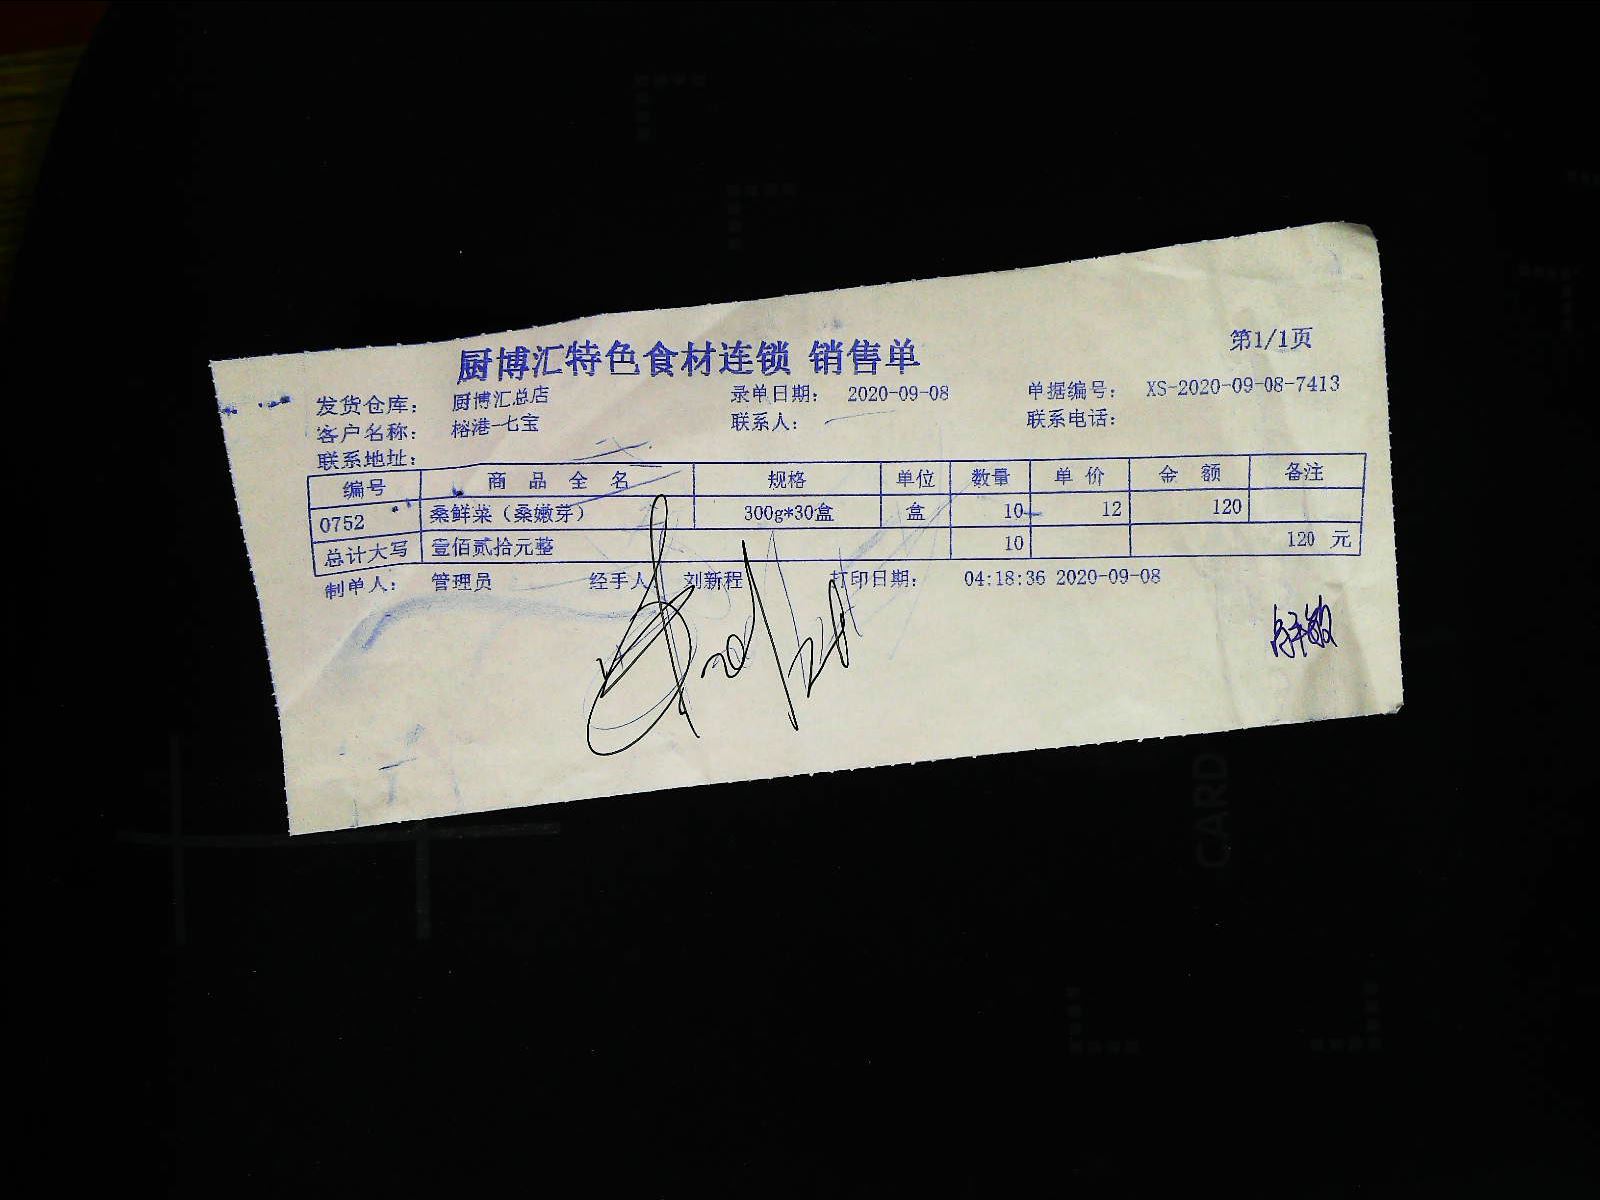 厨博汇特色食材连锁 销售单
第1/1页
发货仓库： 厨博汇总店 录单日期： 2020-09-08 单据编号： XS-2020-09-08-7413
客户名称： 榕港-七宝 联系人： 联系电话：
联系地址：
编号 商品全名 规格 单位 数量 单价 金额 备注
0752 桑鲜菜（桑嫩芽） 300g*30盒 盒 10 12 120
总计大写 壹佰贰拾元整 10 120 元
制单人： 管理员 经手人 刘新程 打印日期： 04:18:36 2020-09-08
CARD